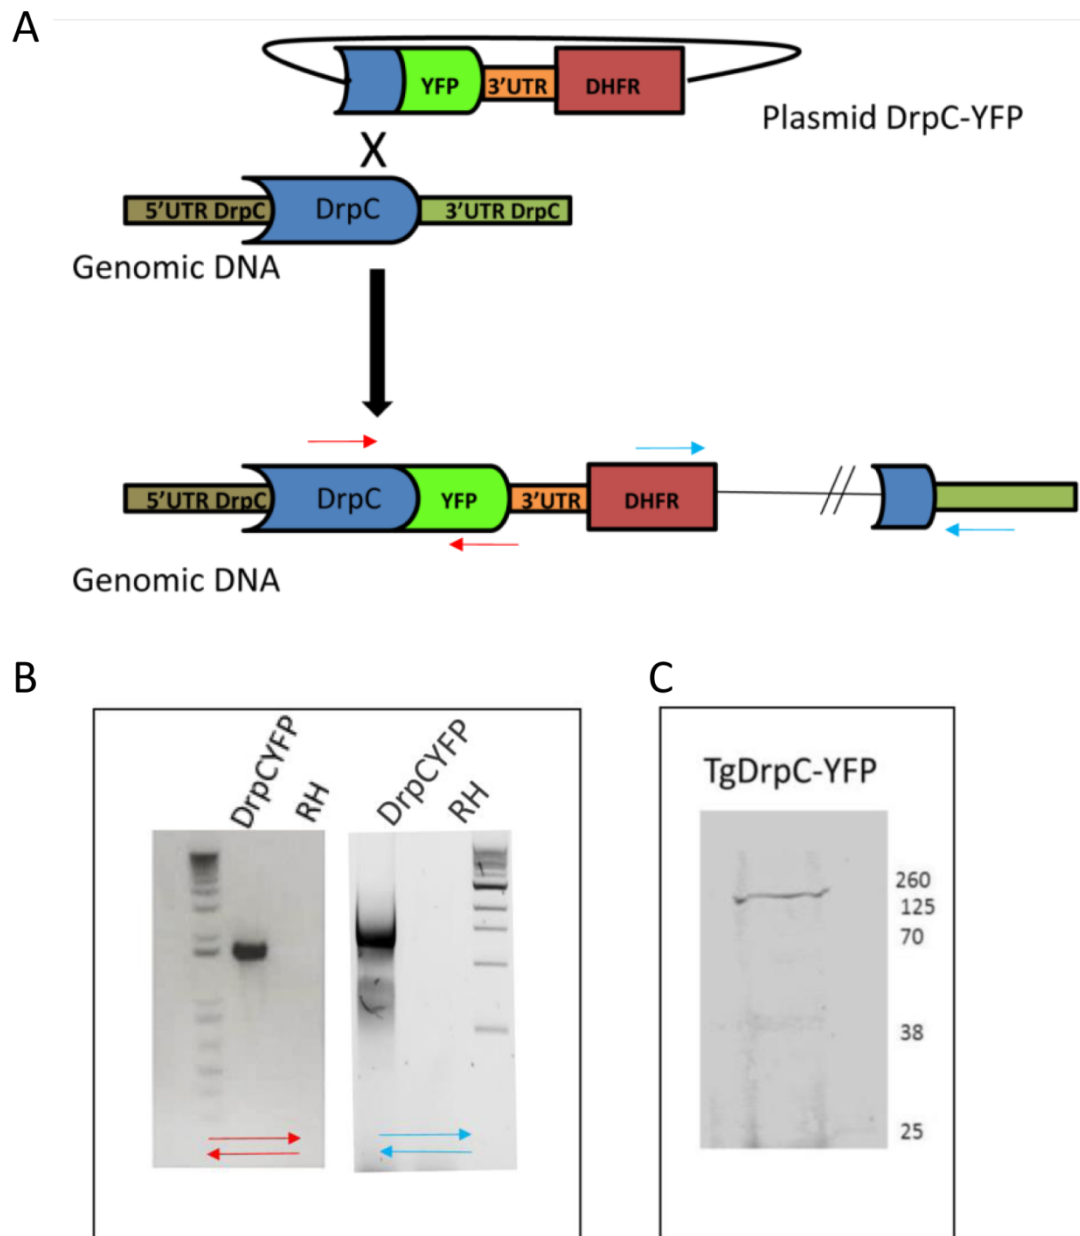 A
YFP 3'UTR DHFR
Plasmid DrpC-YFP
X
5'UTR DrpC DrpC 3'UTR DrpC
Genomic DNA
5'UTR DrpC DrpC YFP 3'UTR DHFR //
Genomic DNA
B
DrpCYFP RH DrpCYFP RH
C
TgDrpC-YFP
260
125
70
38
25